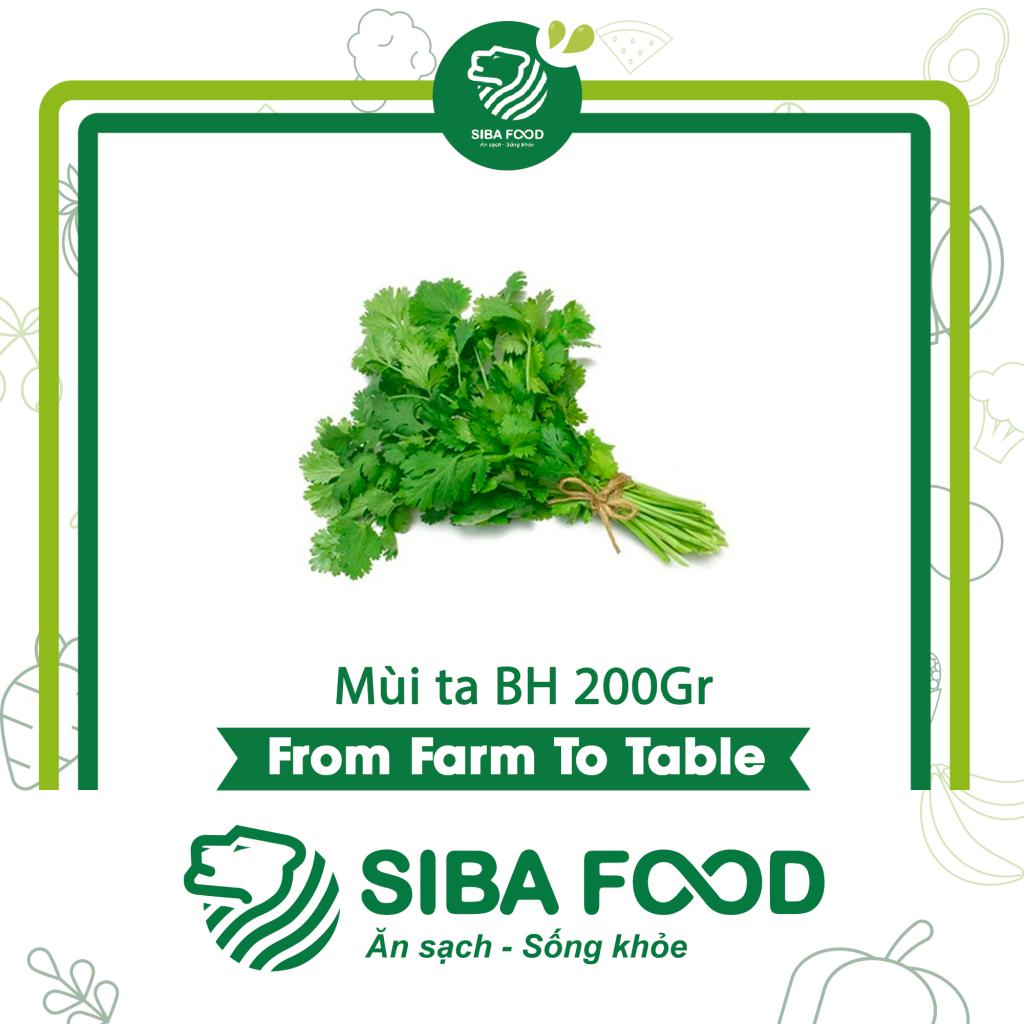 SIBA FOOD
Ăn sạch - Sống khỏe
Mùi ta BH 200Gr
From Farm To Table
SIBA FOOD
Ăn sạch - Sống khỏe